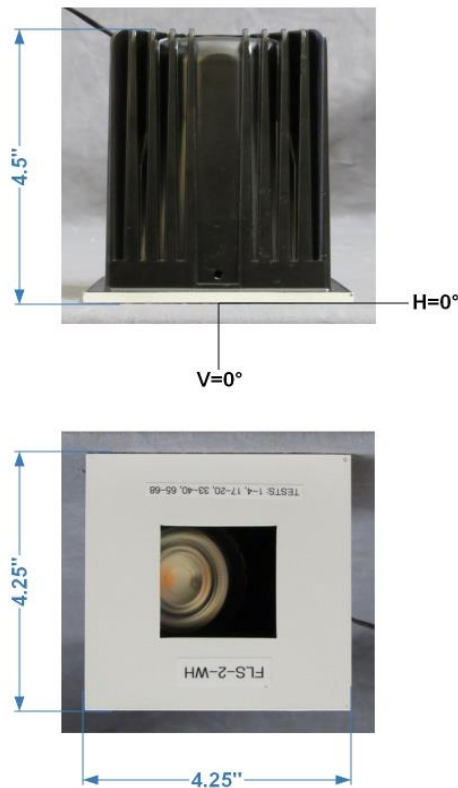 4.5"
H=0°
V=0°
TESTS: 1-4, 17-20, 33-40, 65-68
4.25"
FLS-2-WH
4.25"